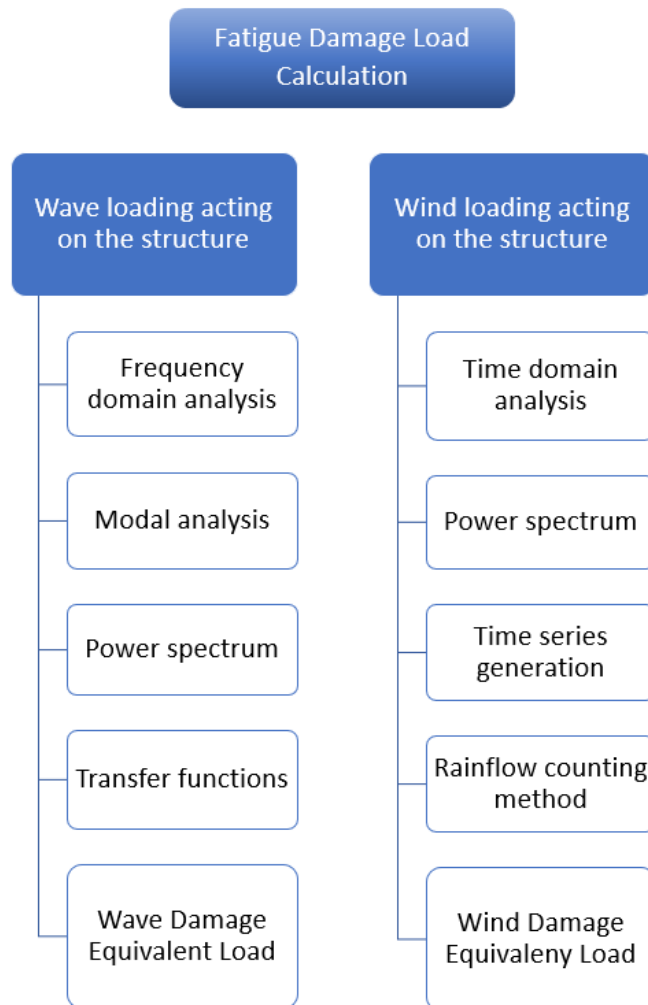 Fatigue Damage Load
Calculation
Wave loading acting
on the structure
Frequency
domain analysis
Modal analysis
Power spectrum
Transfer functions
Wave Damage
Equivalent Load
Wind loading acting
on the structure
Time domain
analysis
Power spectrum
Time series
generation
Rainflow counting
method
Wind Damage
Equivaleny Load